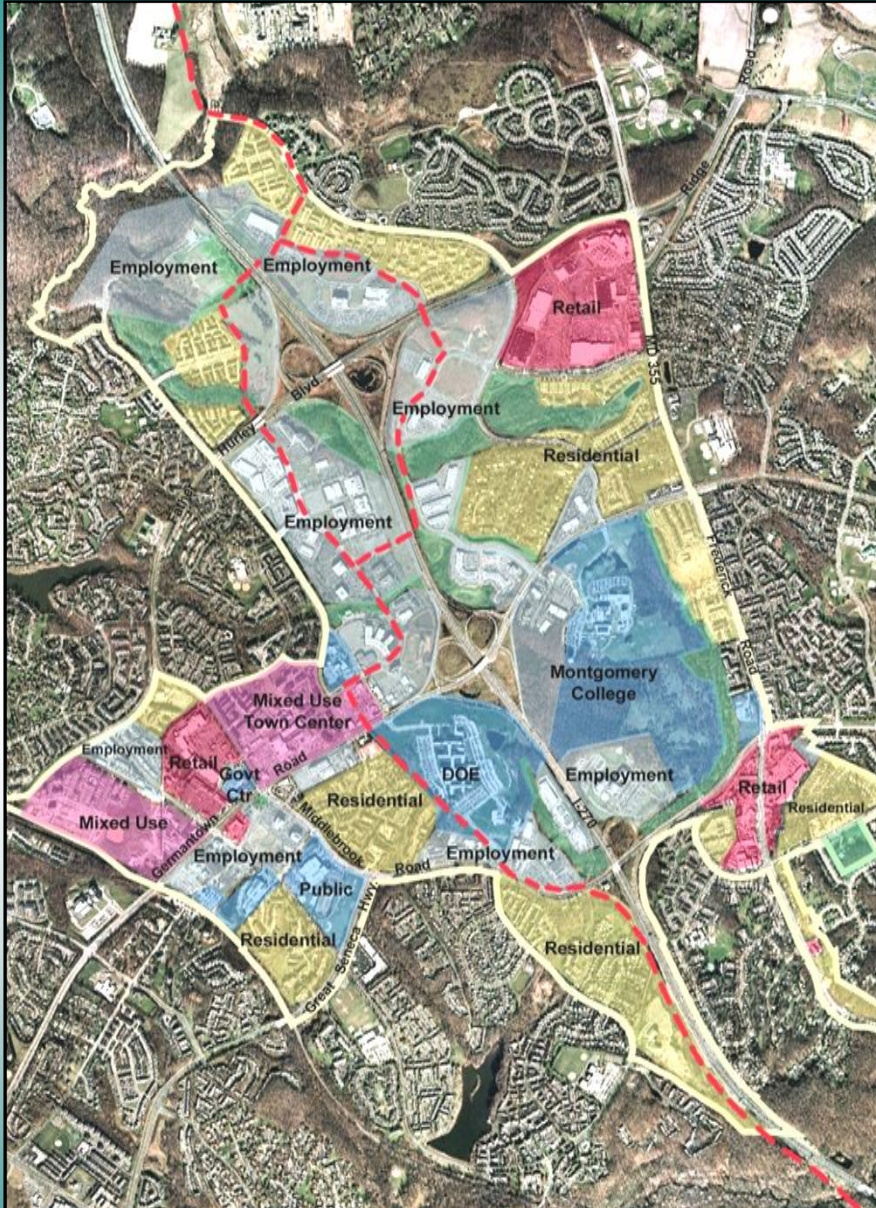 Road
Ridge
Employment
Employment
Retail
MD 355
Blvd.
Employment
Residential
Employment
Frederick
Road
Montgomery
College
Mixed Use
Town Center
Employment
Retail
Govt
Ctr
Road
DOE
Employment
I-270
Retail
Residential
Residential
Mixed Use
Germantown
Middlebrook
Employment
Road
Employment
Public
Hwy.
Residential
Seneca
Great
Residential